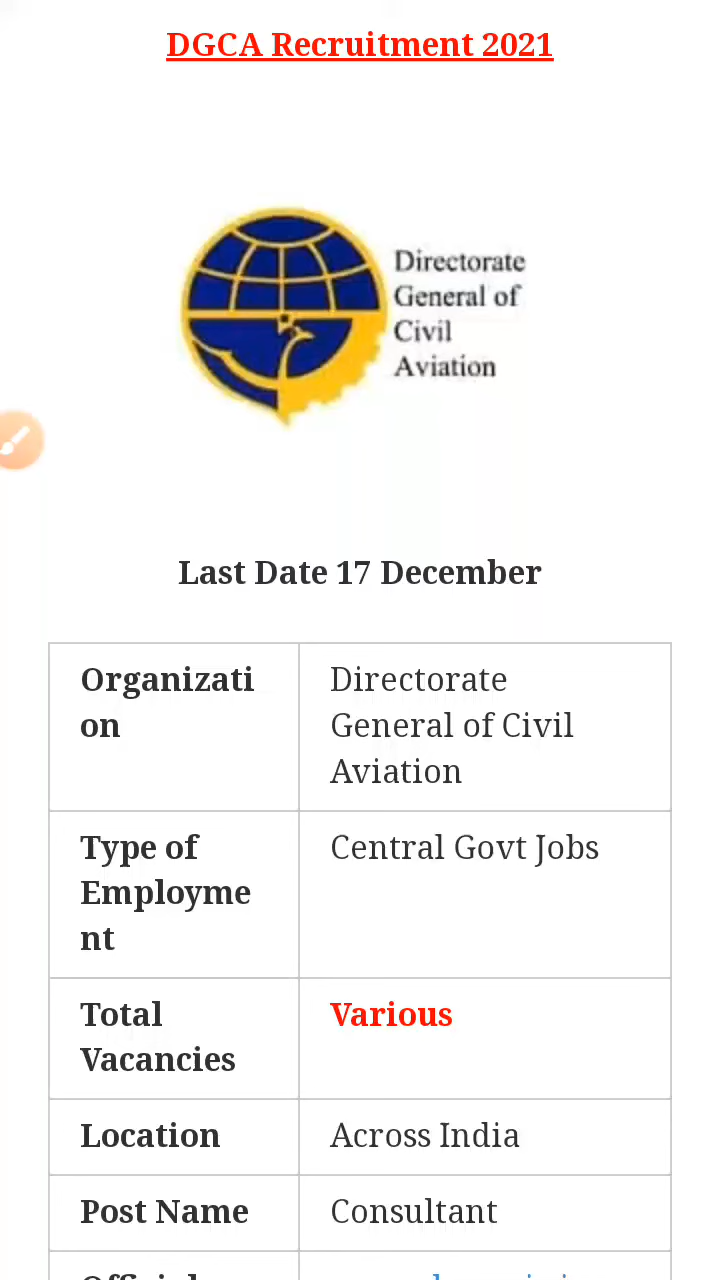 DGCA Recruitment 2021
Directorate
General of
Civil
Aviation
Last Date 17 December
Organizati
on
Directorate
General of Civil
Aviation
Type of
Employme
nt
Central Govt Jobs
Total
Vacancies
Various
Location
Across India
Post Name
Consultant